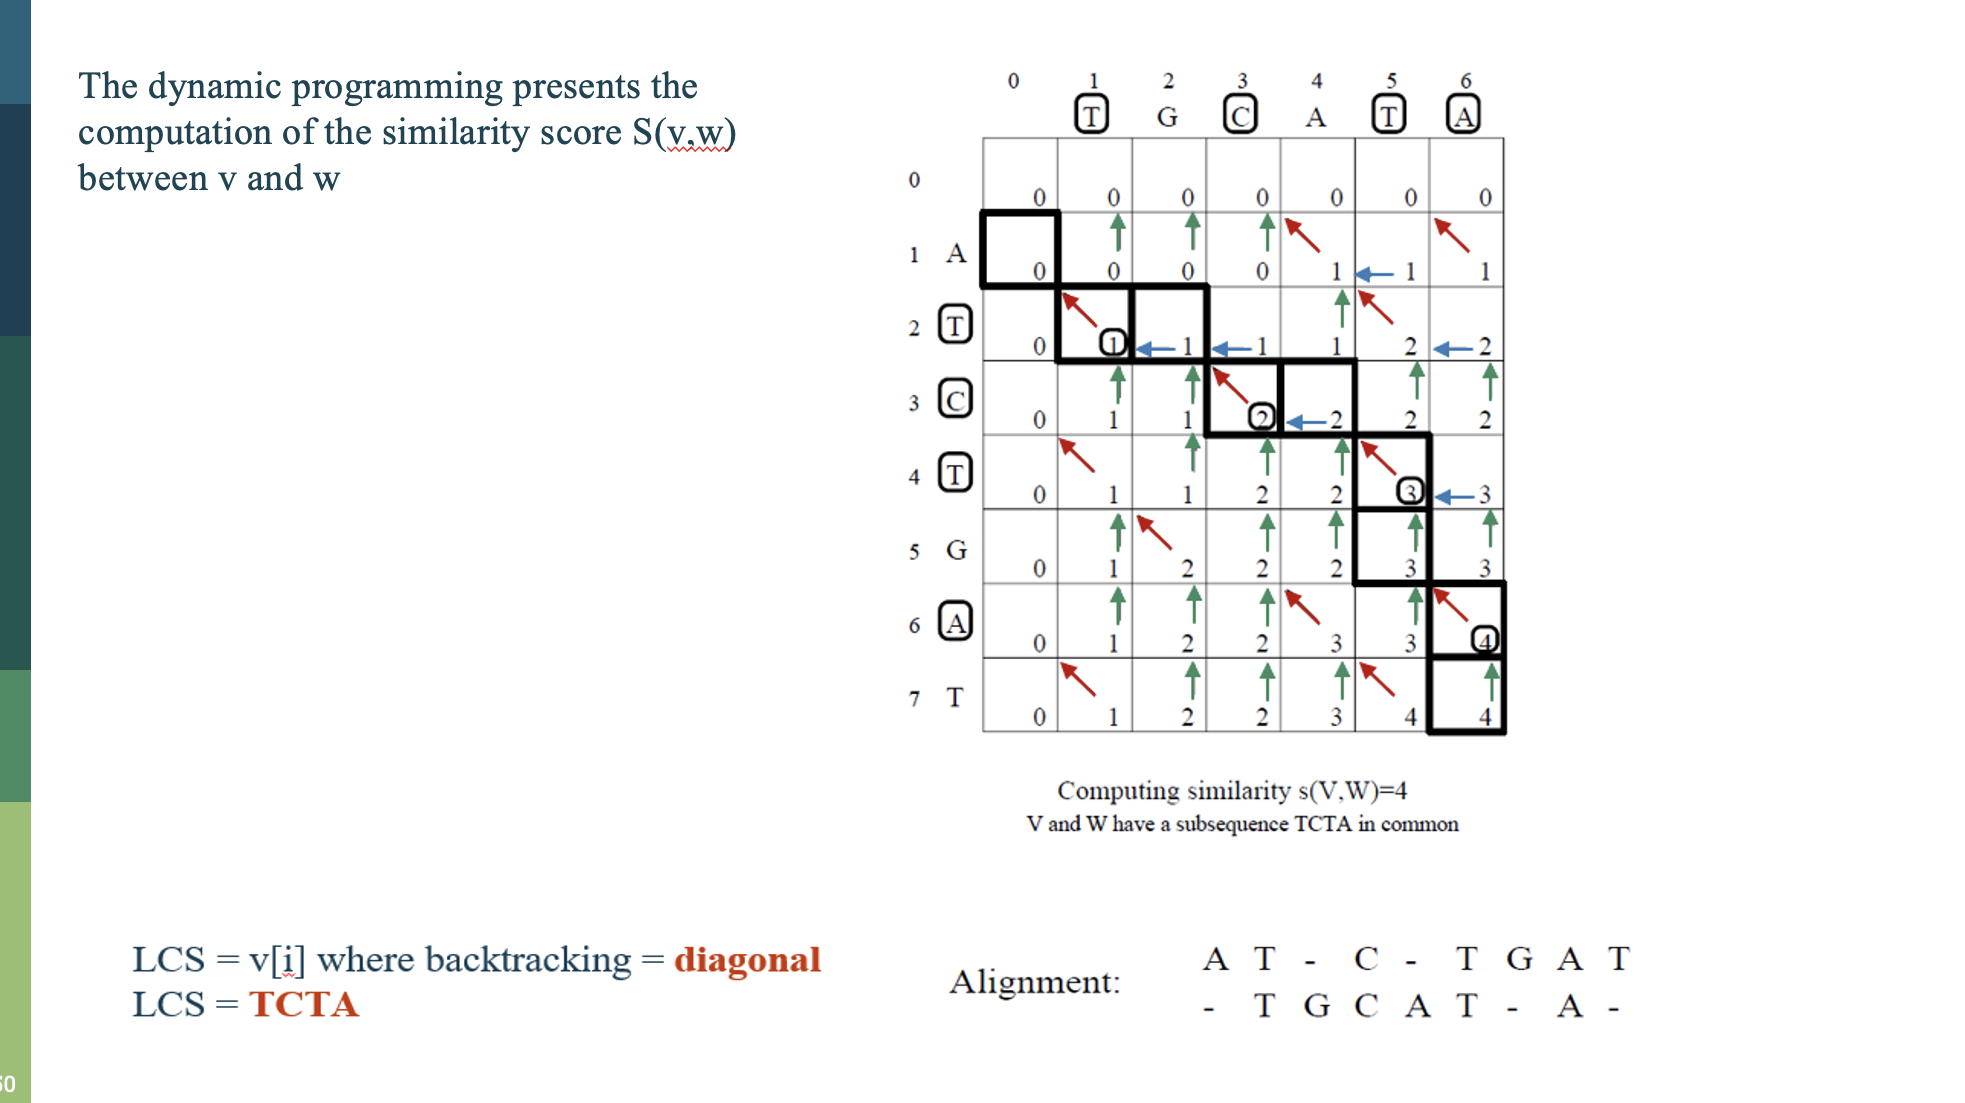 The dynamic programming presents the
computation of the similarity score S(v,w)
between v and w
0 1 2 3 4 5 6
T G C A T A
0
0 0 0 0 0 0 0
1 A
0 0 0 0 1 1 1
2 T
0 1 1 1 1 2 2
3 C
0 1 1 2 2 2 2
4 T
0 1 1 2 2 3 3
5 G
0 1 2 2 2 3 3
6 A
0 1 2 2 3 3 4
7 T
0 1 2 2 3 4 4
Computing similarity s(V,W)=4
V and W have a subsequence TCTA in common
LCS = v[i] where backtracking = diagonal
LCS = TCTA
Alignment:
A T - C - T G A T
- T G C A T - A -